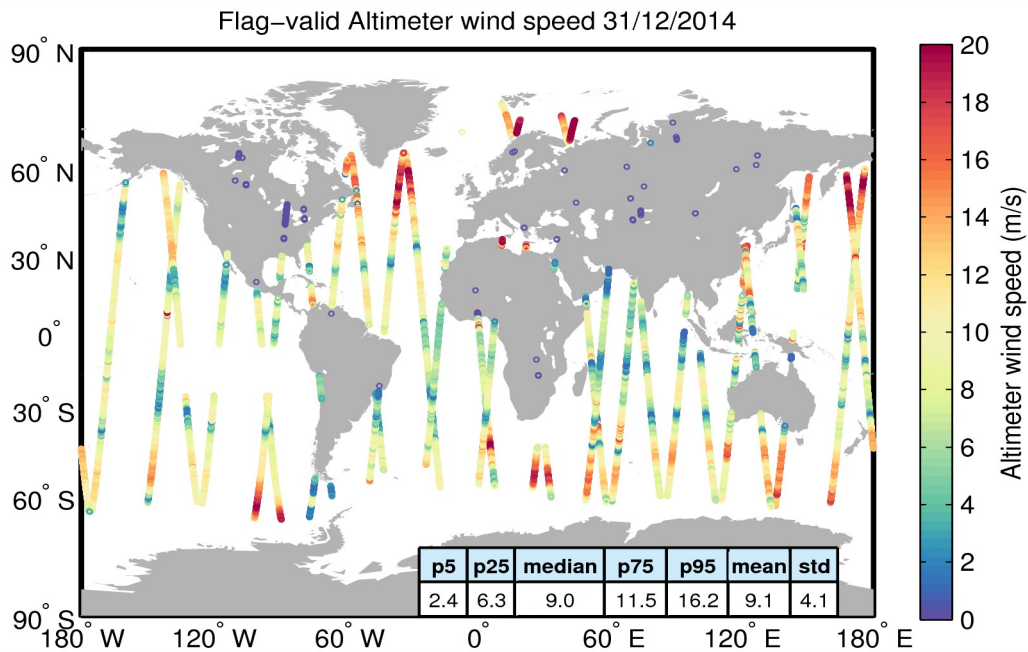 Flag−valid Altimeter wind speed 31/12/2014
90° N
60° N
30° N
0°
30° S
60° S
90° S
180° W
120° W
60° W
0°
60° E
120° E
180° E
p5 p25 median p75 p95 mean std
2.4 6.3 9.0 11.5 16.2 9.1 4.1
20
18
16
14
12
10
8
6
4
2
0
Altimeter wind speed (m/s)